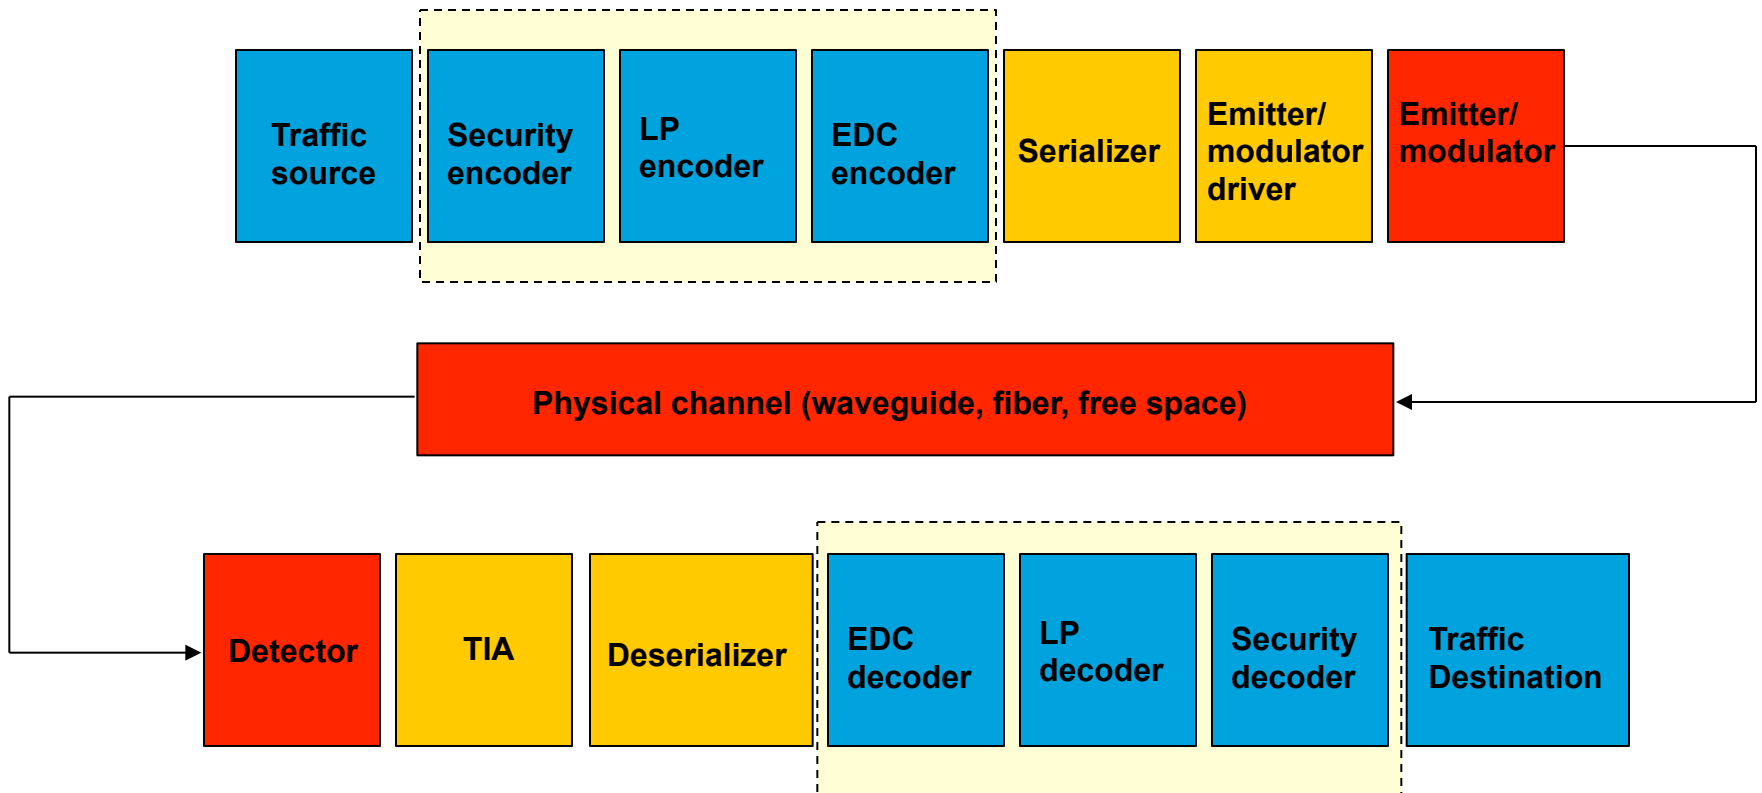 Traffic
source
Security
encoder
LP
encoder
EDC
encoder
Serializer
Emitter/
modulator
driver
Emitter/
modulator
Physical channel (waveguide, fiber, free space)
Detector
TIA
Deserializer
EDC
decoder
LP
decoder
Security
decoder
Traffic
Destination